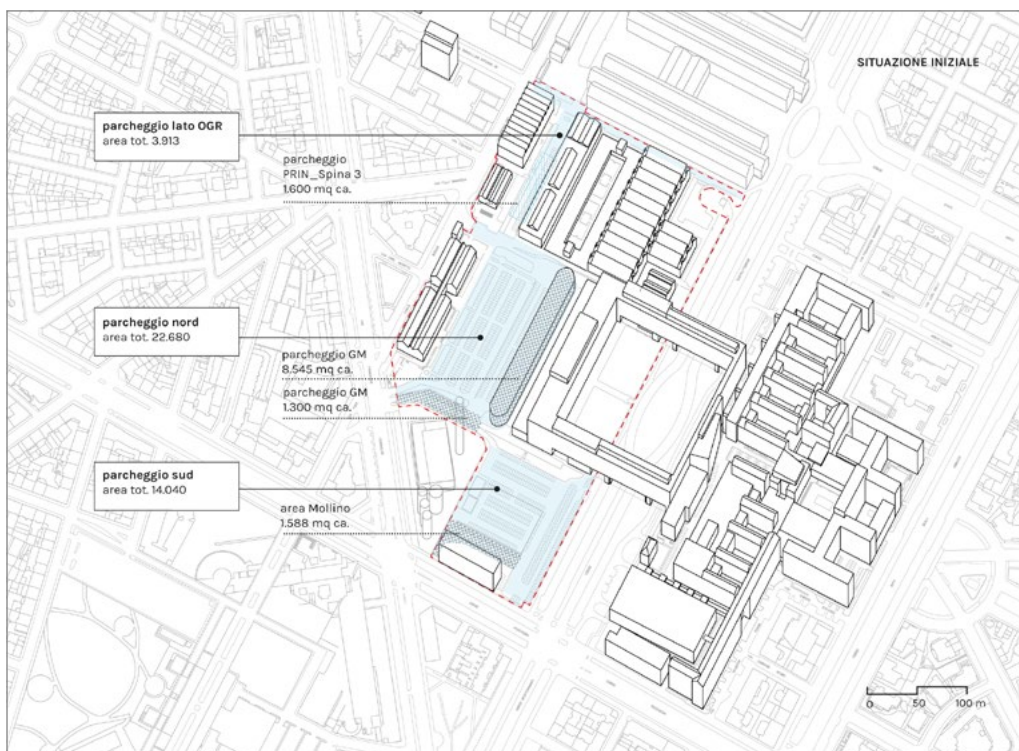 SITUAZIONE INIZIALE
parcheggio lato OGR
area tot. 3.913
parcheggio
PRIN_Spina 3
1.600 mq ca.
parcheggio nord
area tot. 22.680
parcheggio GM
8.545 mq ca.
parcheggio GM
1.300 mq ca.
parcheggio sud
area tot. 14.040
area Mollino
1.588 mq ca.
0 50 100 m